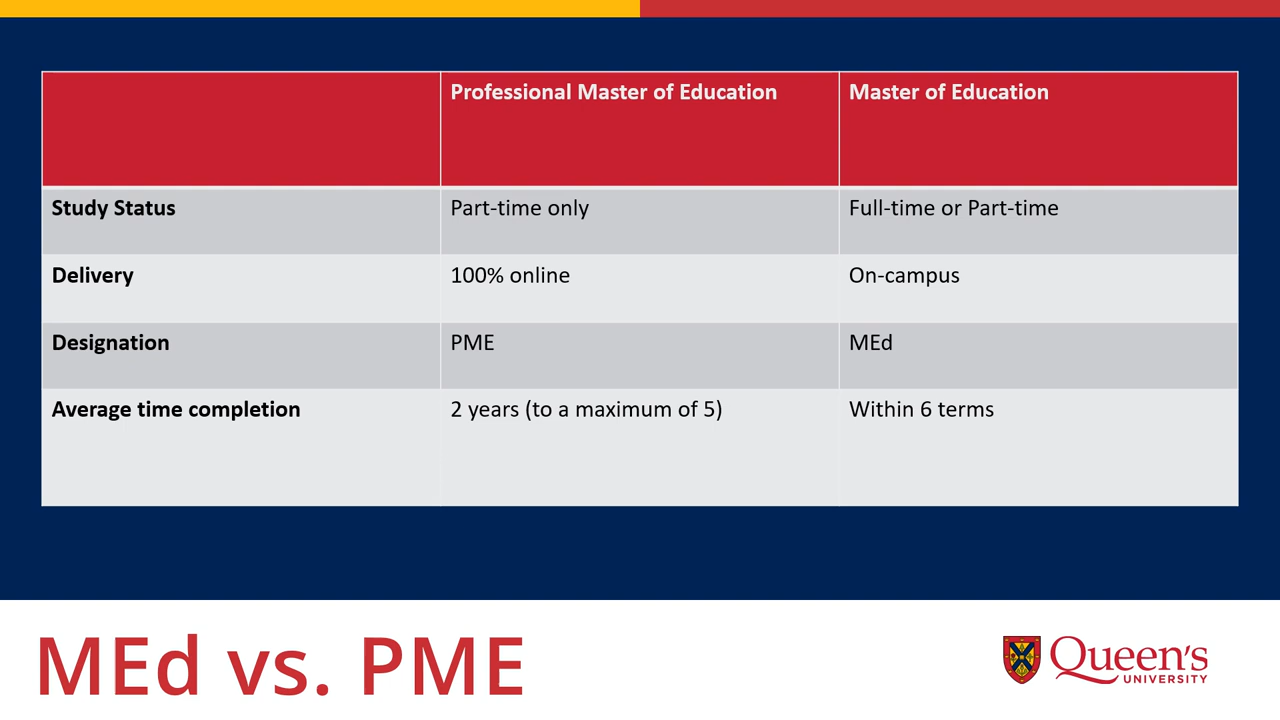 Professional Master of Education
Master of Education
Study Status
Part-time only
Full-time or Part-time
Delivery
100% online
On-campus
Designation
PME
MEd
Average time completion
2 years (to a maximum of 5)
Within 6 terms
MEd vs. PME
Queen's
UNIVERSITY